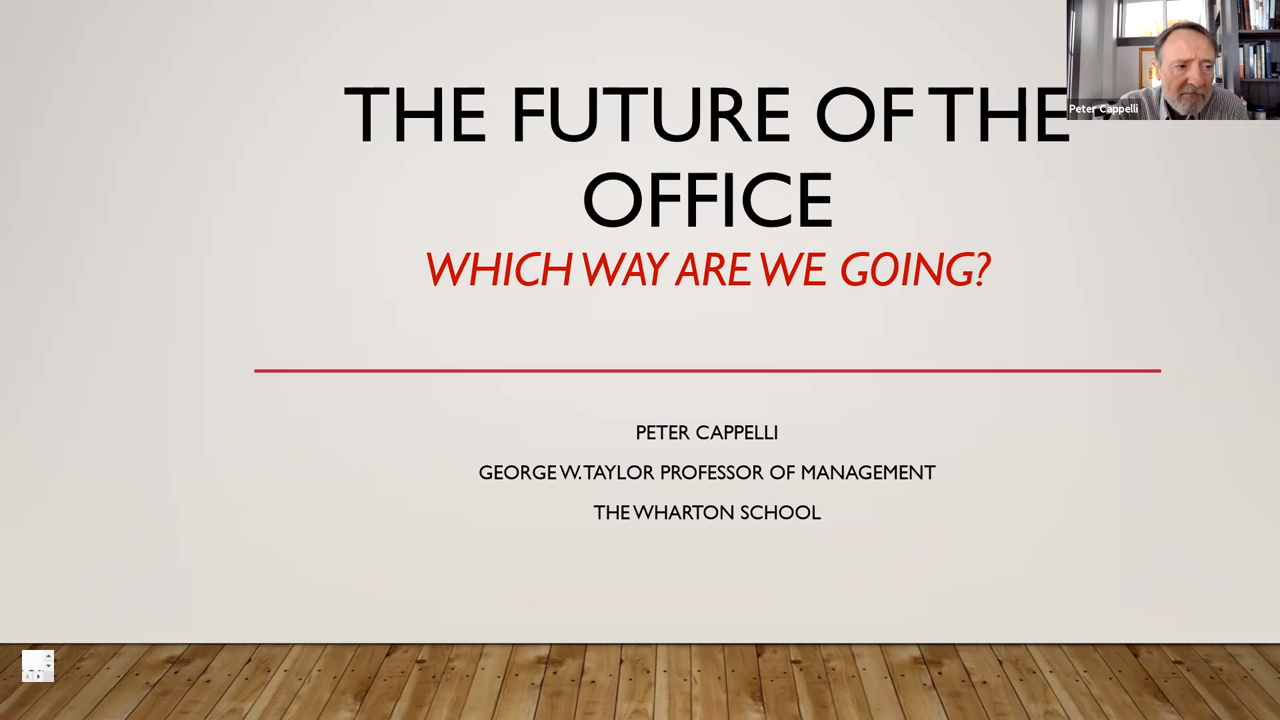 THE FUTURE OF THE
OFFICE
WHICH WAY ARE WE GOING?
PETER CAPPELLI
GEORGE W. TAYLOR PROFESSOR OF MANAGEMENT
THE WHARTON SCHOOL
Peter Cappelli